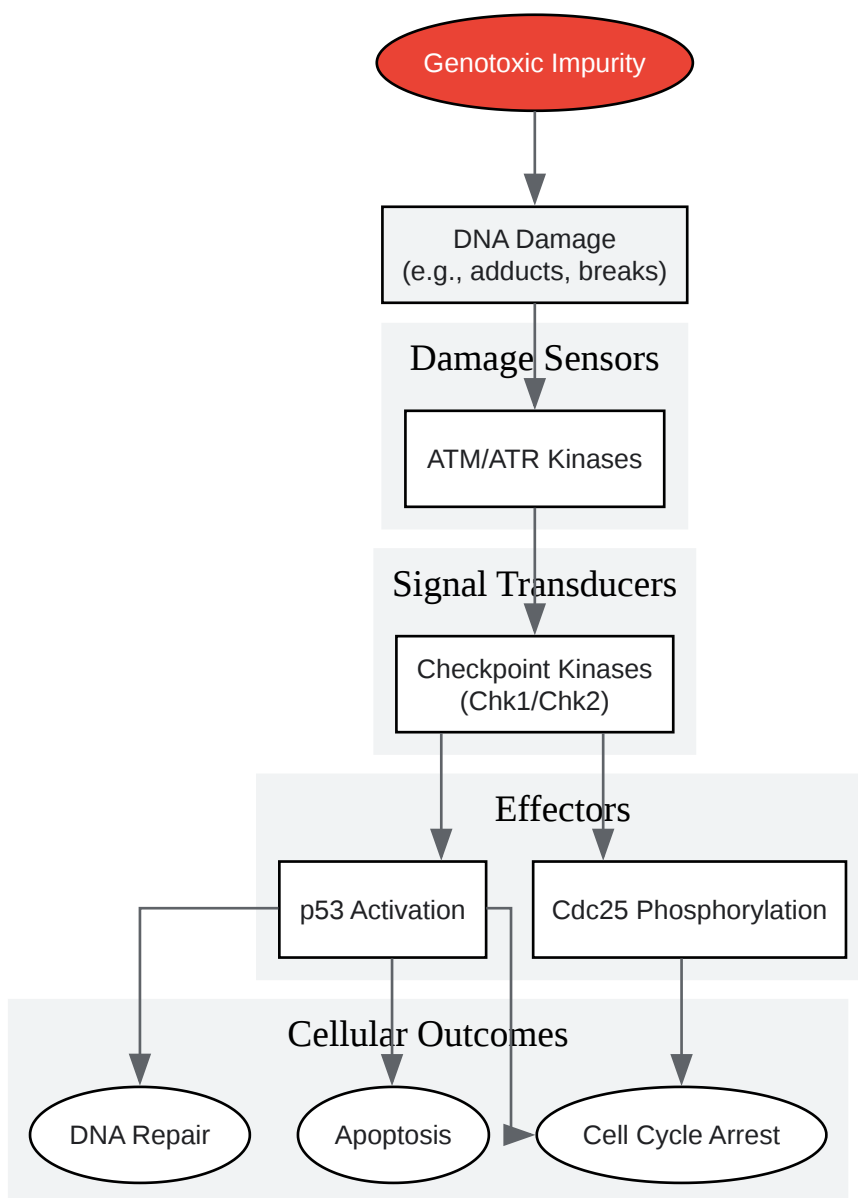 Genotoxic Impurity
DNA Damage
(e.g., adducts, breaks)
Damage Sensors
ATM/ATR Kinases
Signal Transducers
Checkpoint Kinases
(Chk1/Chk2)
Effectors
p53 Activation
Cdc25 Phosphorylation
Cellular Outcomes
DNA Repair
Apoptosis
Cell Cycle Arrest